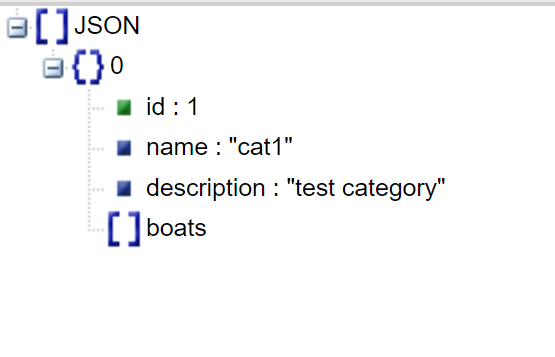 JSON
0
id : 1
name : "cat1"
description : "test category"
boats